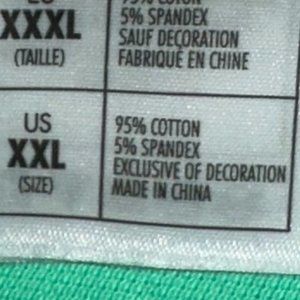 XXXL
(TAILLE)
5% SPANDEX
SAUF DECORATION
FABRIQUÉ EN CHINE
US
XXL
(SIZE)
95% COTTON
5% SPANDEX
EXCLUSIVE OF DECORATION
MADE IN CHINA